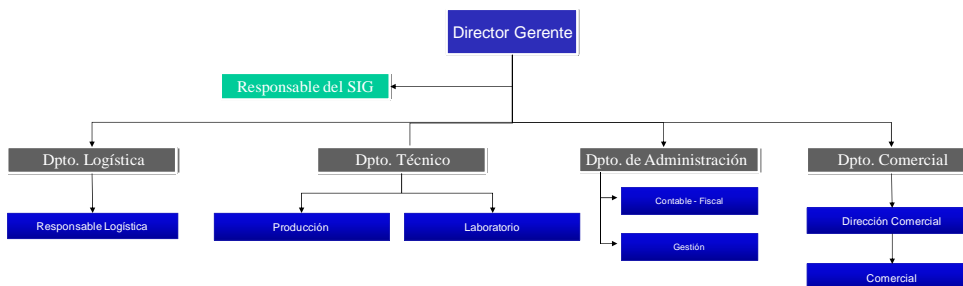 Director Gerente
Responsable del SIG
Dpto. Logística
Dpto. Técnico
Dpto. de Administración
Dpto. Comercial
Contable - Fiscal
Responsable Logística
Producción
Laboratorio
Dirección Comercial
Gestión
Comercial